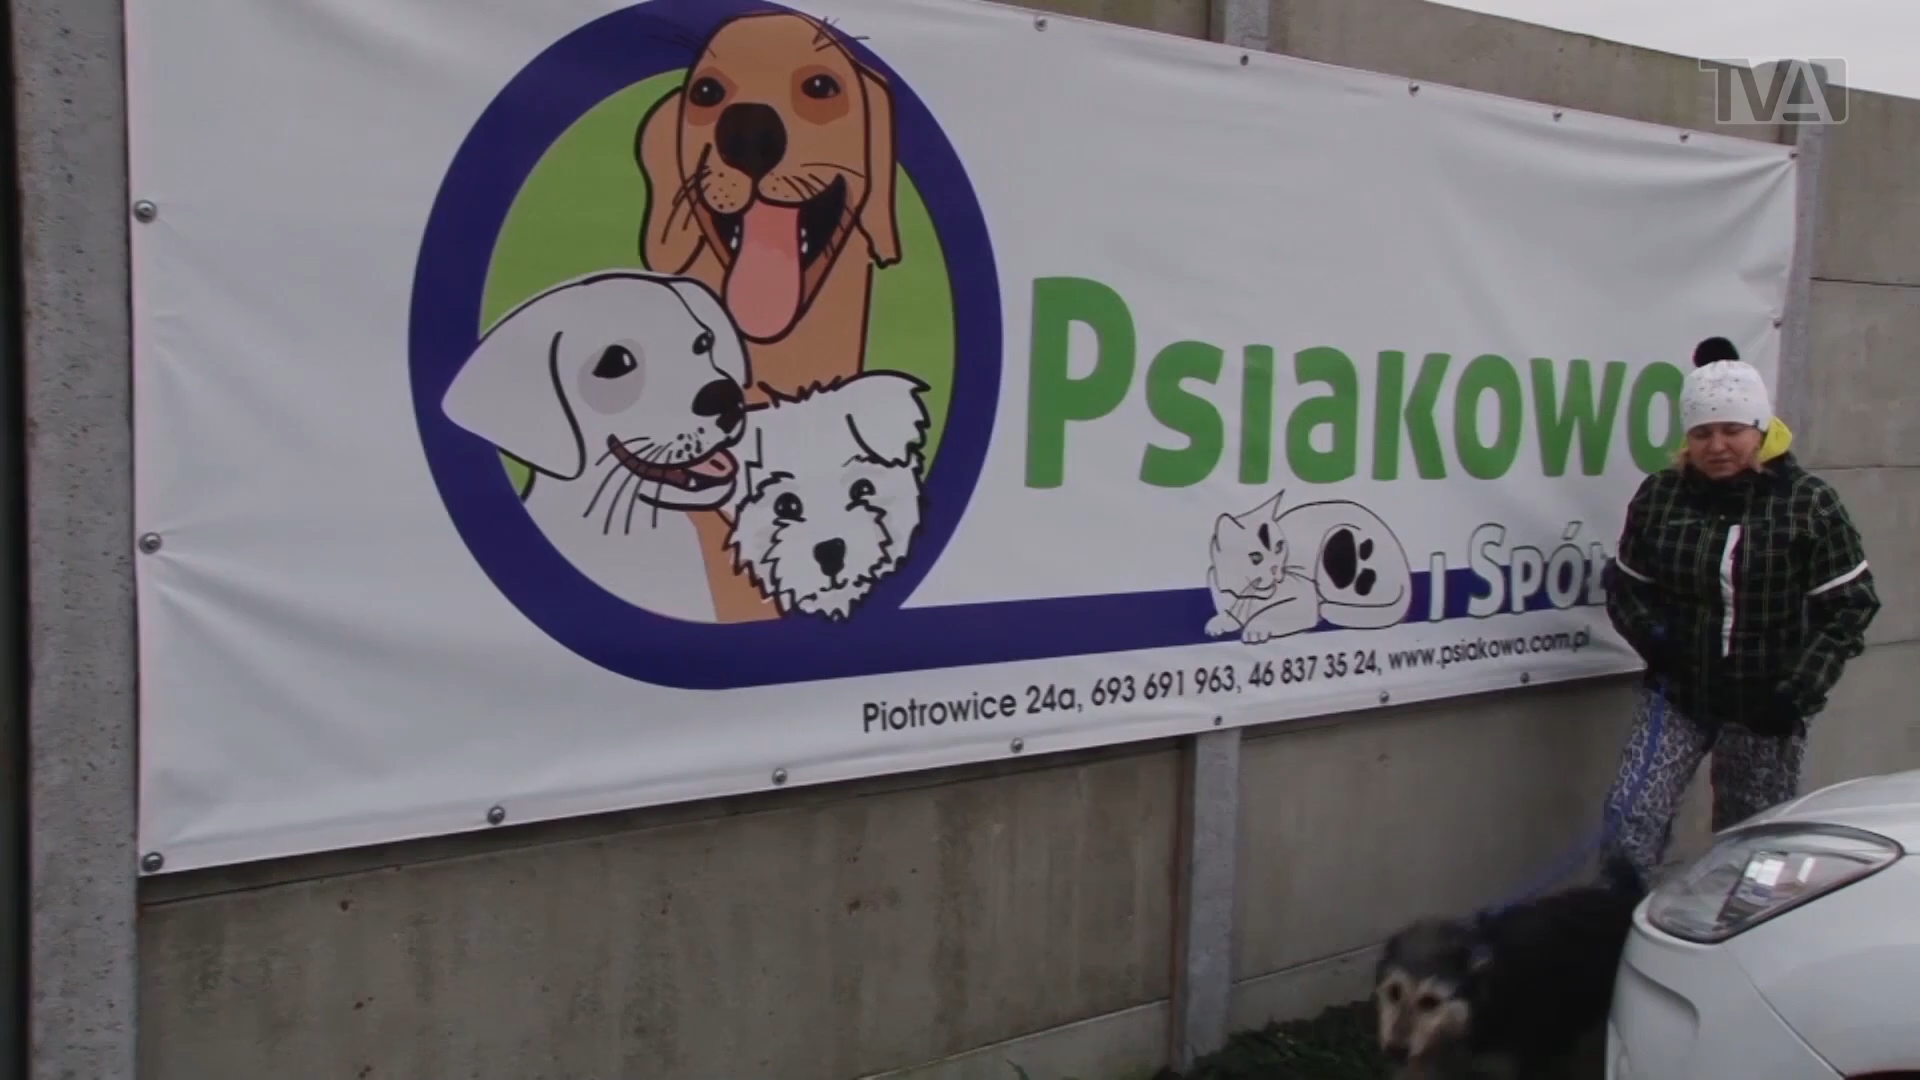 TVA
Psiakowo
i Spół
Piotrowice 24a, 693 691 963, 46 837 35 24, www.psiakowo.com.pl